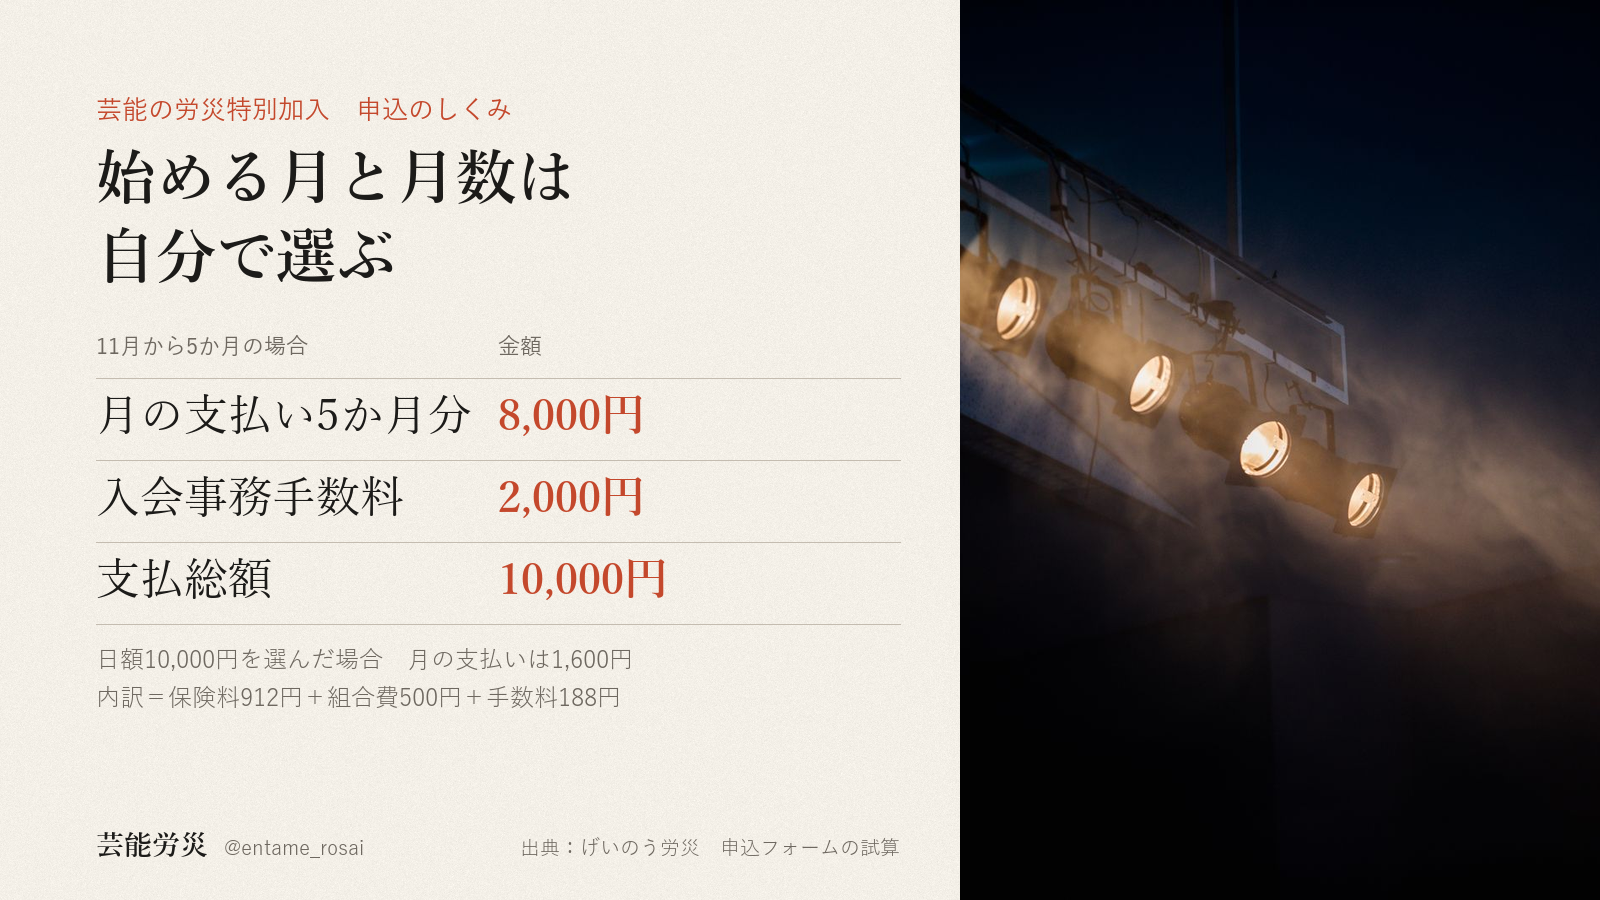 芸能の労災特別加入　申込のしくみ
始める月と月数は
自分で選ぶ
11月から5か月の場合　金額
月の支払い5か月分　8,000円
入会事務手数料　2,000円
支払総額　10,000円
日額10,000円を選んだ場合　月の支払いは1,600円
内訳＝保険料912円＋組合費500円＋手数料188円
芸能労災　@entame_rosai　出典：げいのう労災　申込フォームの試算